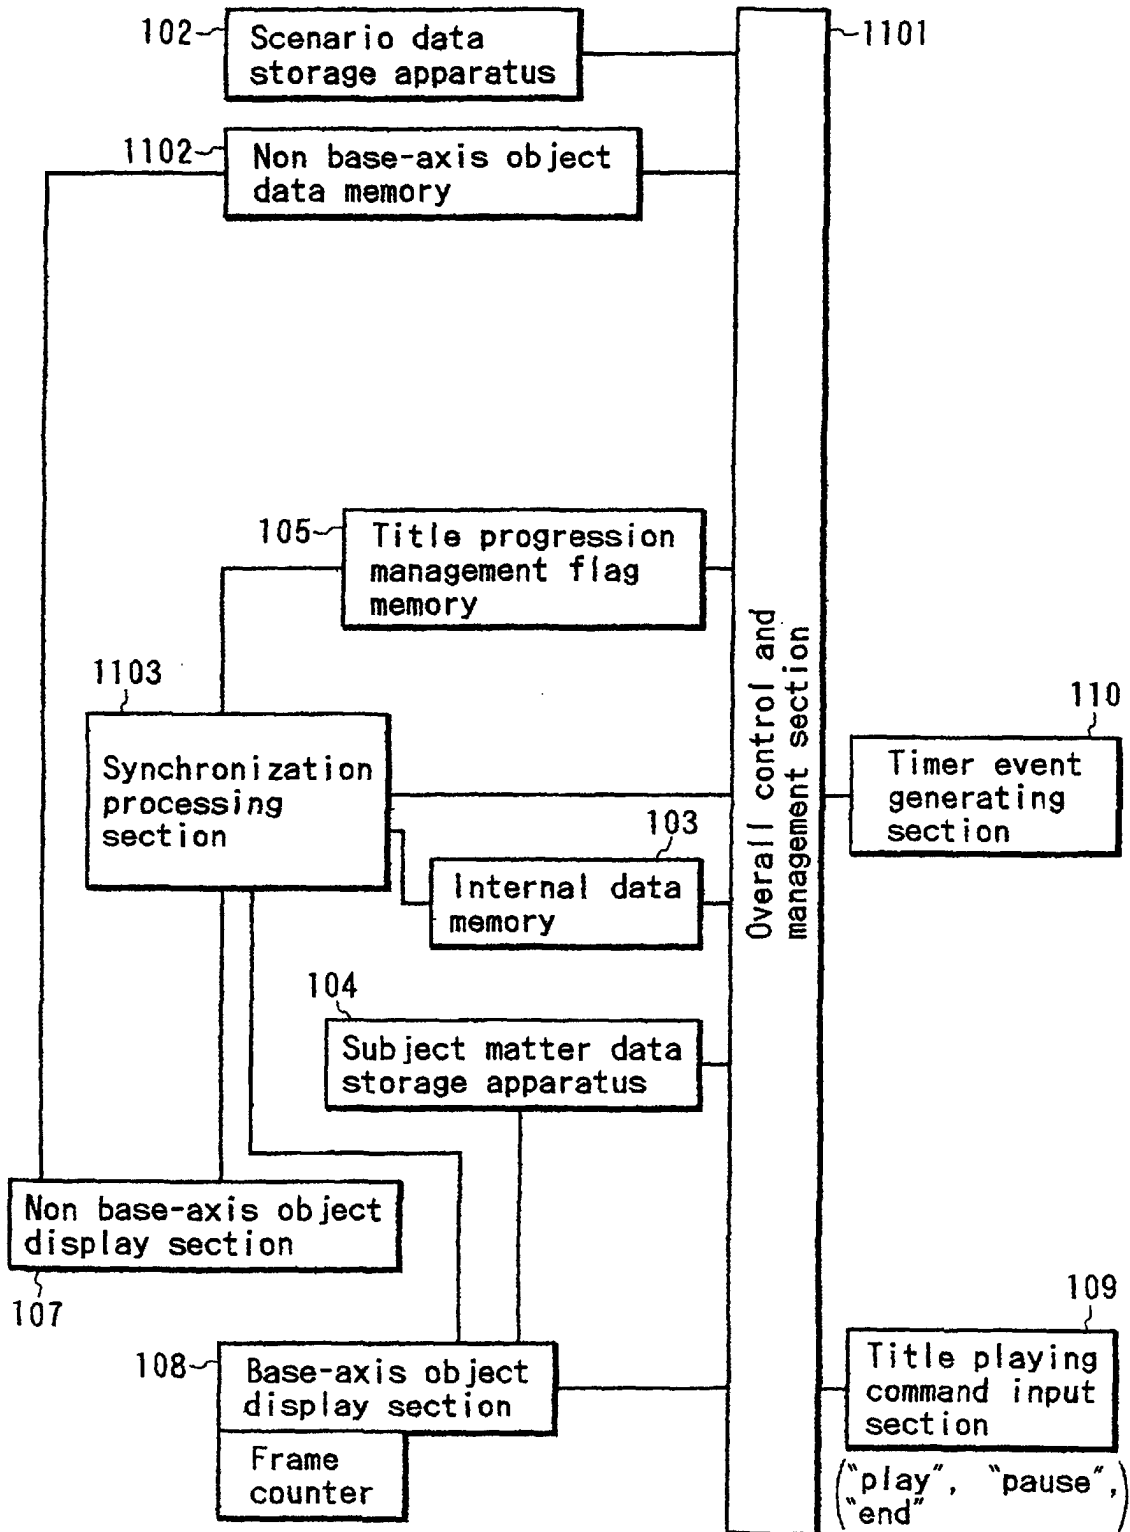 102
Scenario data
storage apparatus
1101
1102
Non base-axis object
data memory
105
Title progression
management flag
memory
1103
Synchronization
processing
section
Overall control and
management section
110
Timer event
generating
section
103
Internal data
memory
104
Subject matter data
storage apparatus
Non base-axis object
display section
107
108
Base-axis object
display section
Frame
counter
109
Title playing
command input
section
("play", "pause",
"end")